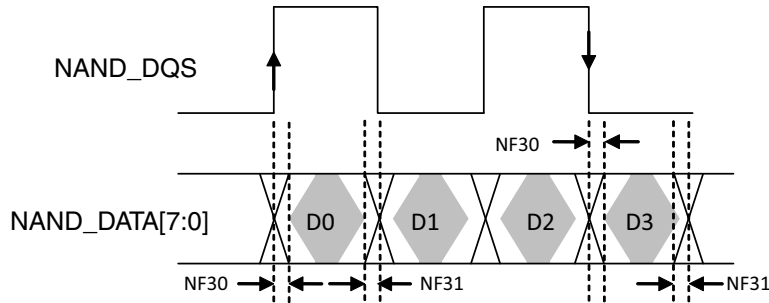 NAND_DQS
NF30
NAND_DATA[7:0]
D0
D1
D2
D3
NF30
NF31
NF31